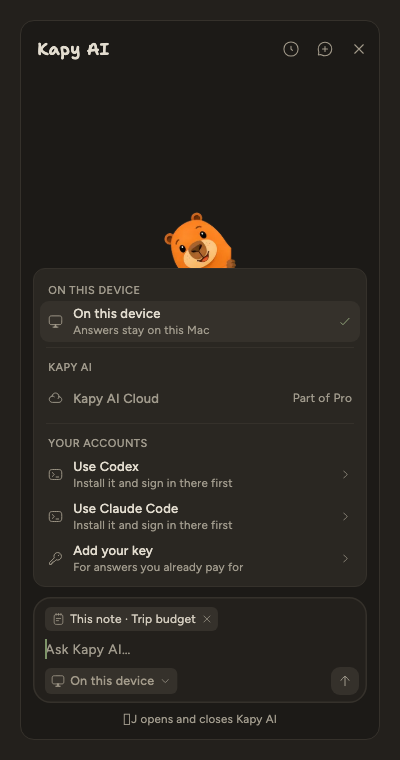 Kapy AI
ON THIS DEVICE
On this device
Answers stay on this Mac
KAPY AI
Kapy AI Cloud Part of Pro
YOUR ACCOUNTS
Use Codex
Install it and sign in there first
Use Claude Code
Install it and sign in there first
Add your key
For answers you already pay for
This note · Trip budget
Ask Kapy AI...
On this device
▯J opens and closes Kapy AI